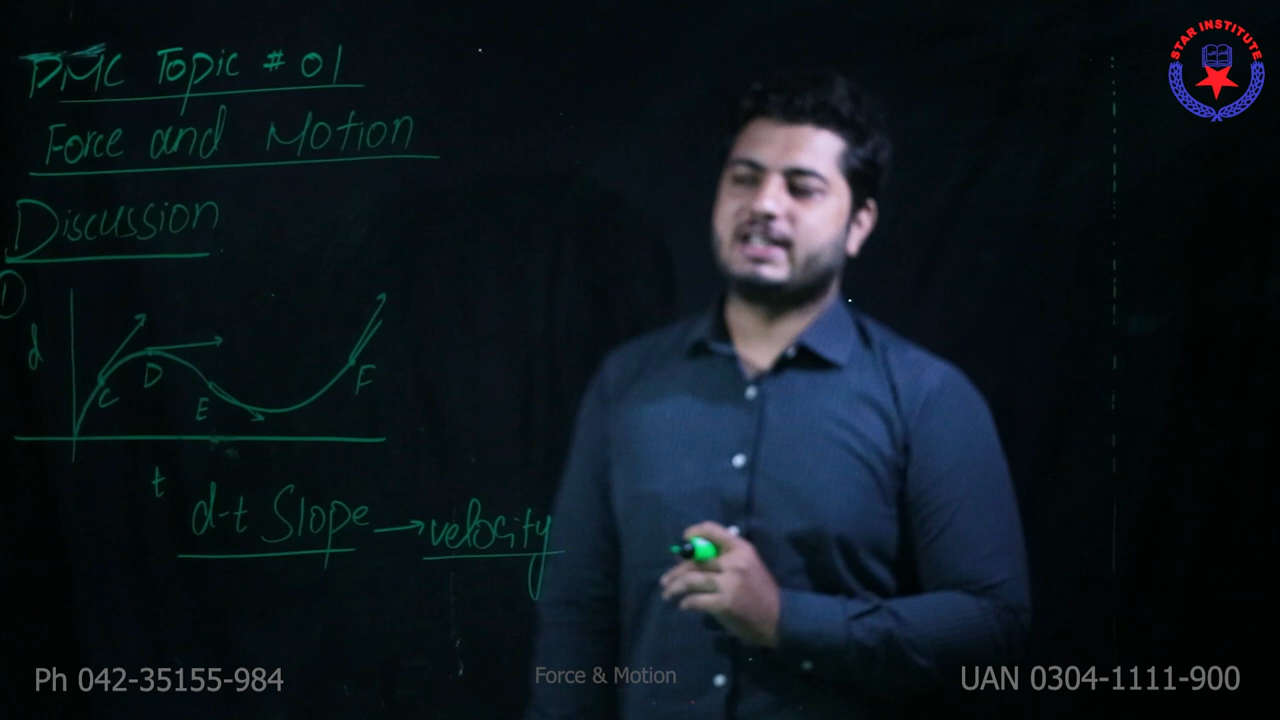 PMC Topic # 01
Force and Motion
Discussion
1
d
C
D
E
F
t
d-t Slope → velocity
STAR INSTITUTE
Ph 042-35155-984
Force & Motion
UAN 0304-1111-900